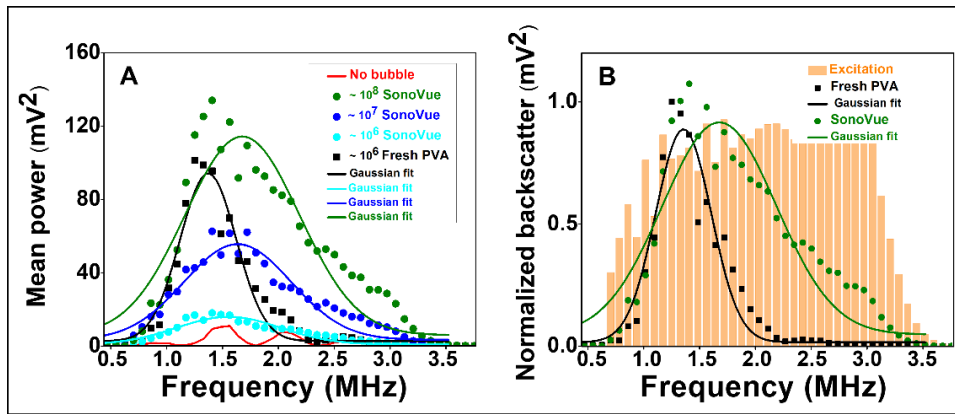 A
Mean power (mV²)
160
120
80
40
0
0.5 1.0 1.5 2.0 2.5 3.0 3.5
Frequency (MHz)
No bubble
~ 10⁸ SonoVue
~ 10⁷ SonoVue
~ 10⁶ SonoVue
~ 10⁶ Fresh PVA
Gaussian fit
Gaussian fit
Gaussian fit
Gaussian fit
B
Normalized backscatter (mV²)
1.0
0.5
0.0
0.5 1.0 1.5 2.0 2.5 3.0 3.5
Frequency (MHz)
Excitation
Fresh PVA
Gaussian fit
SonoVue
Gaussian fit